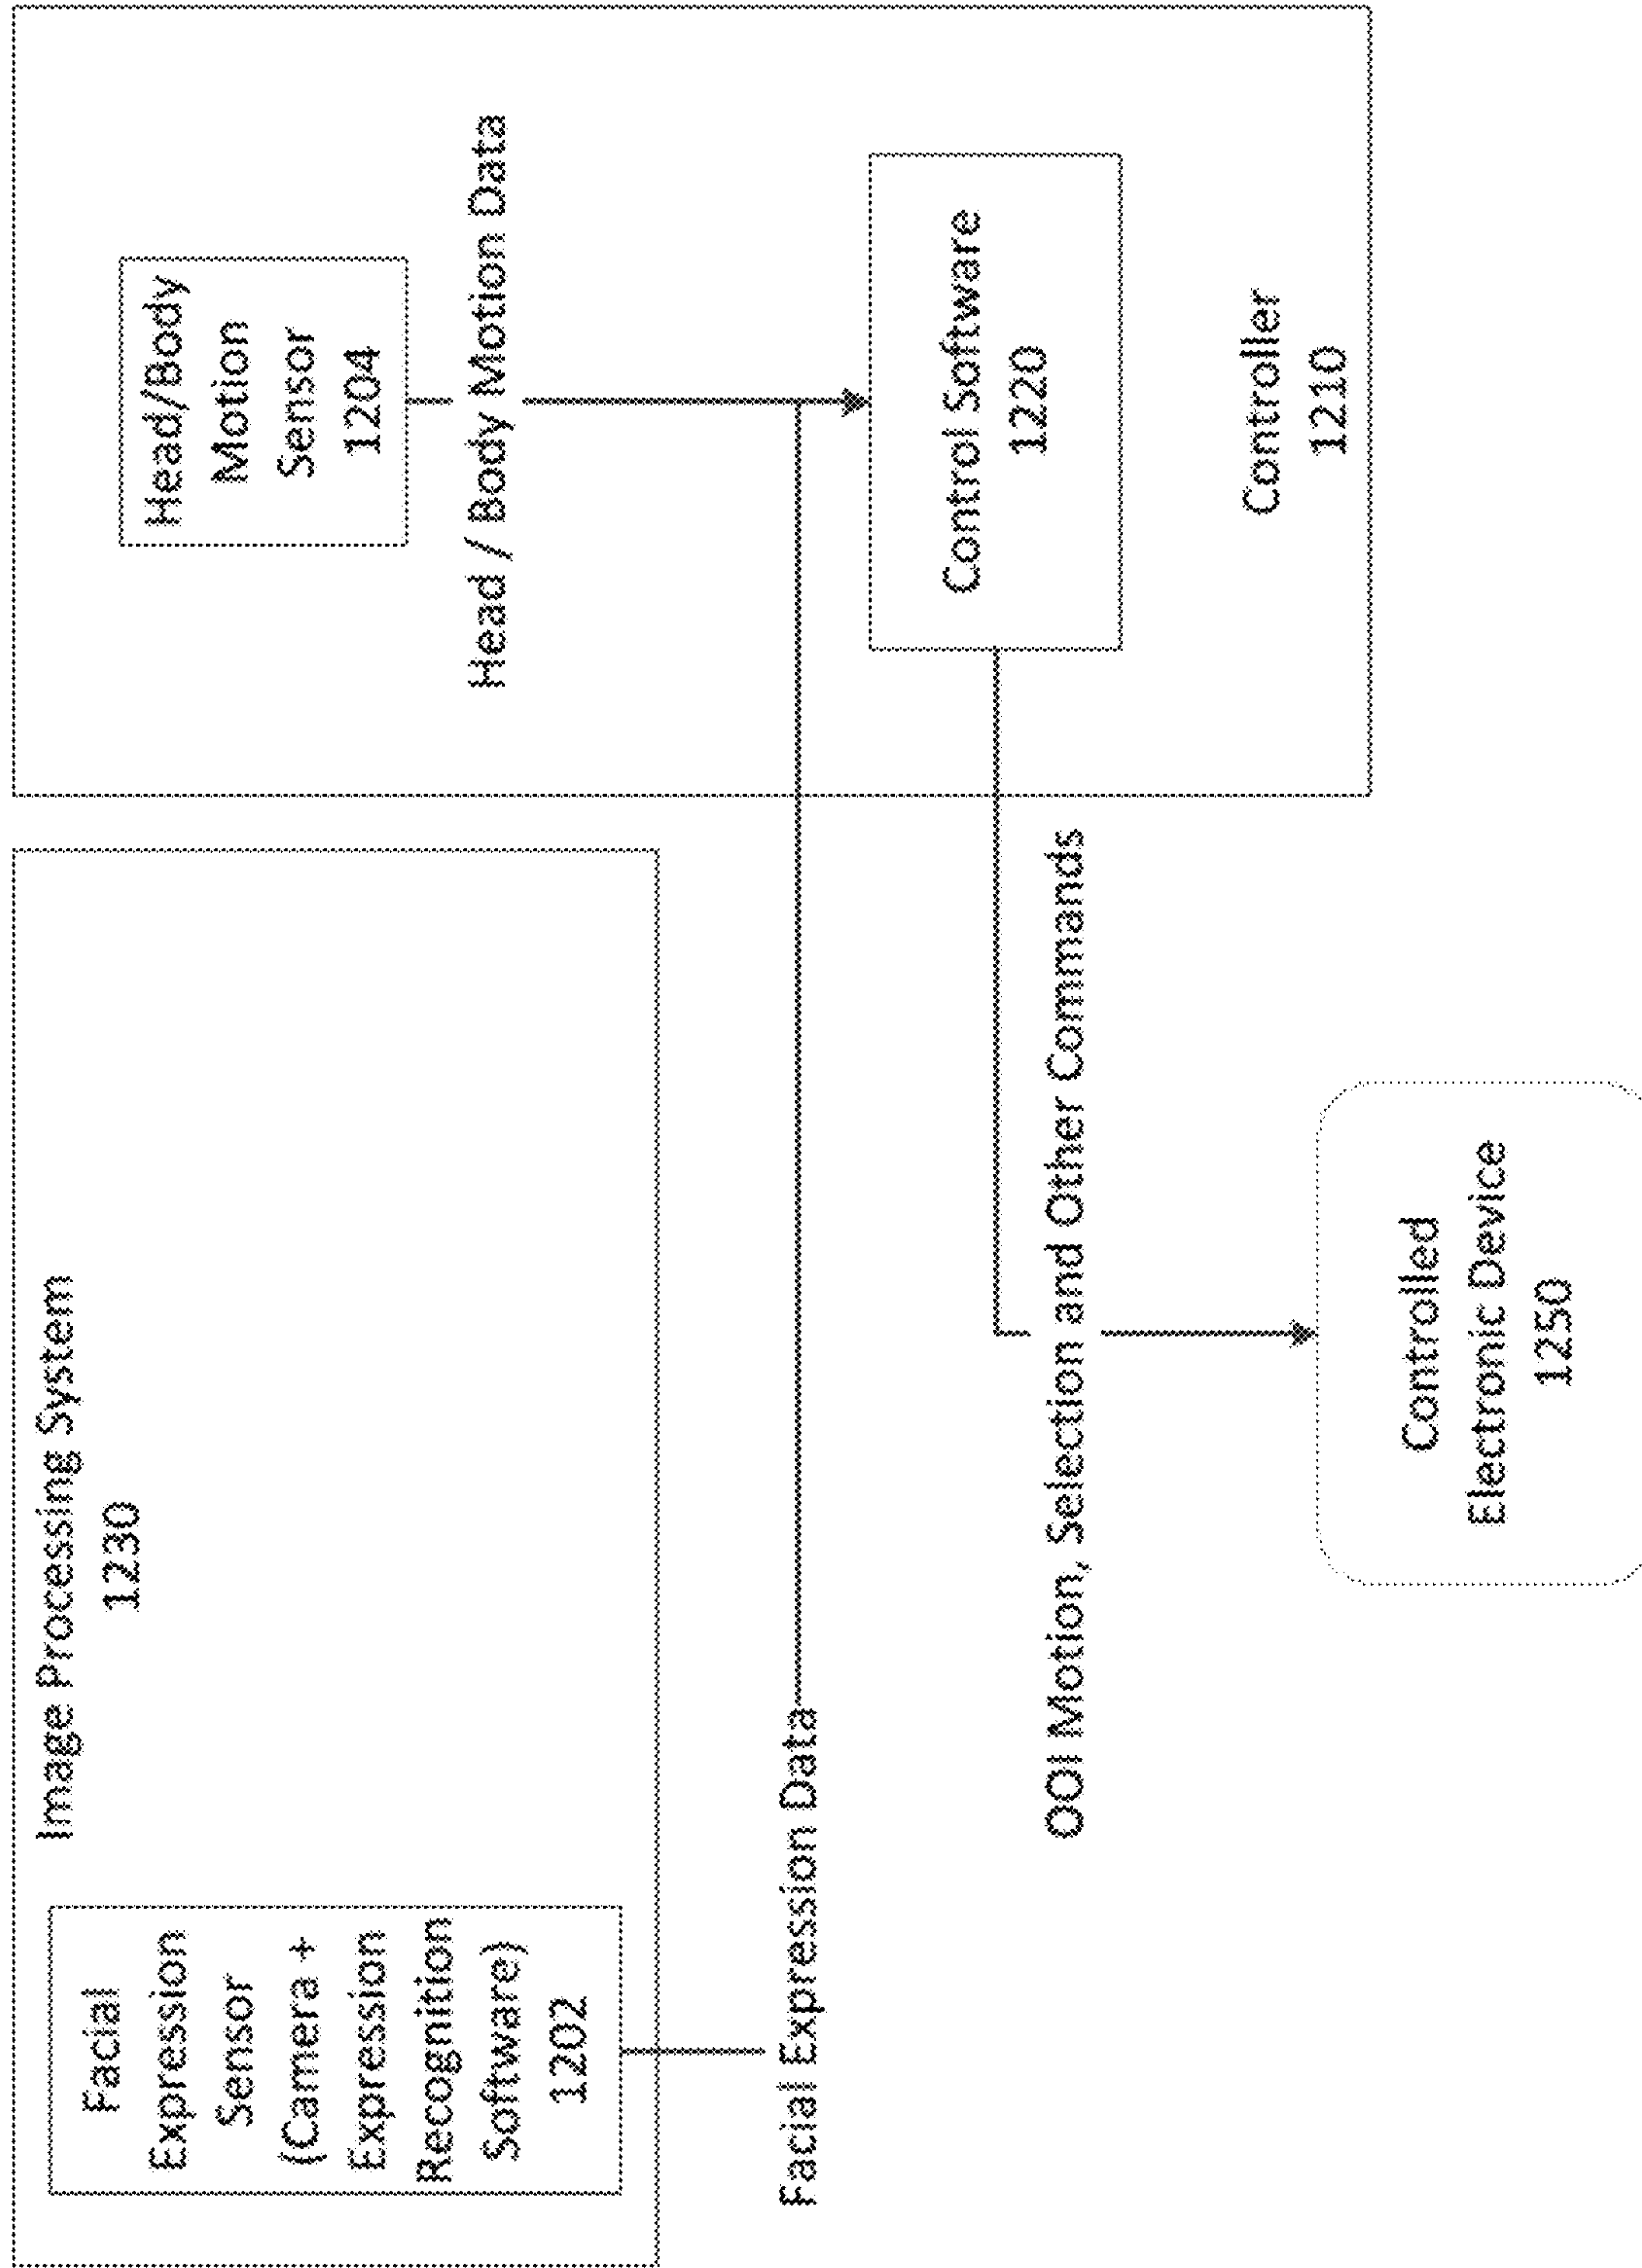 Image Processing System
1230
Facial
Expression
Sensor
(Camera +
Expression
Recognition
Software)
1202
Facial Expression Data
Head/Body
Motion
Sensor
1204
Head / Body Motion Data
Control Software
1220
Controller
1210
OOI Motion, Selection and Other Commands
Controlled
Electronic Device
1250